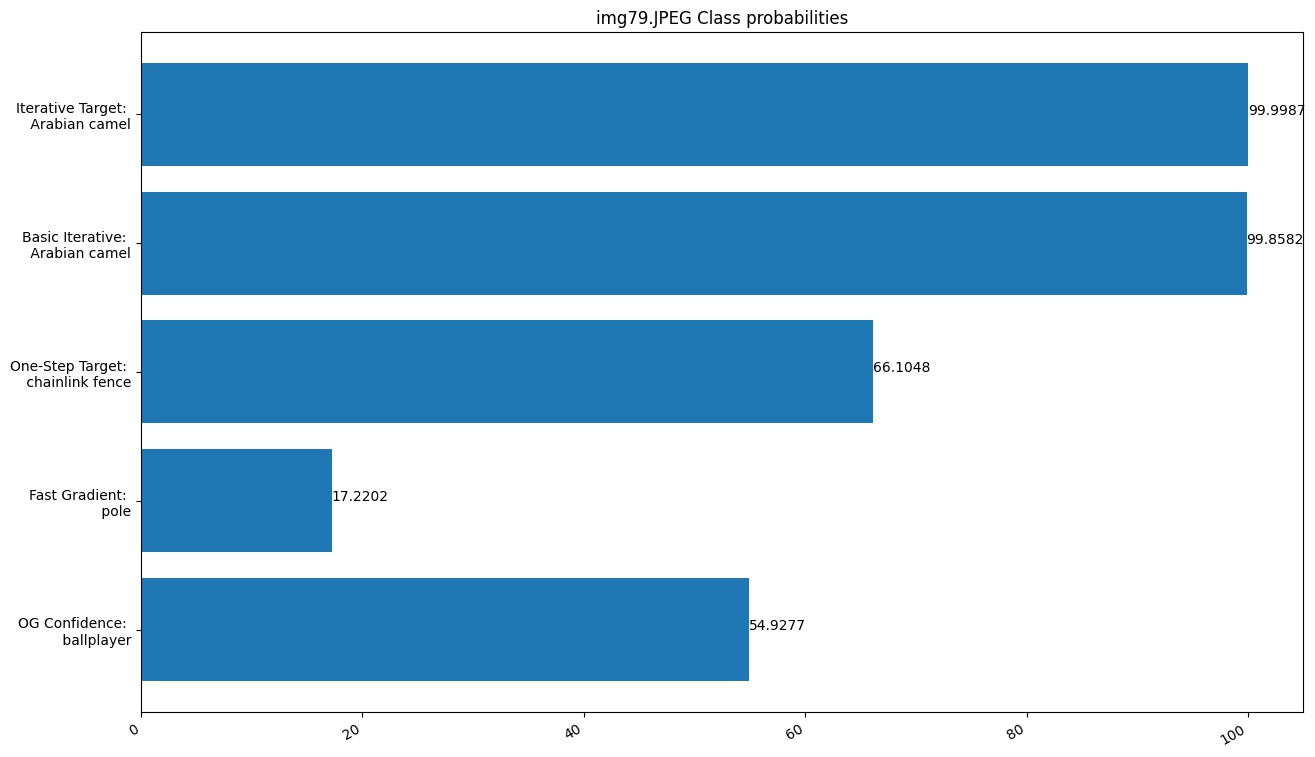 img79.JPEG Class probabilities
Iterative Target:
Arabian camel
99.9987
Basic Iterative:
Arabian camel
99.8582
One-Step Target:
chainlink fence
66.1048
Fast Gradient:
pole
17.2202
OG Confidence:
ballplayer
54.9277
0
20
40
60
80
100